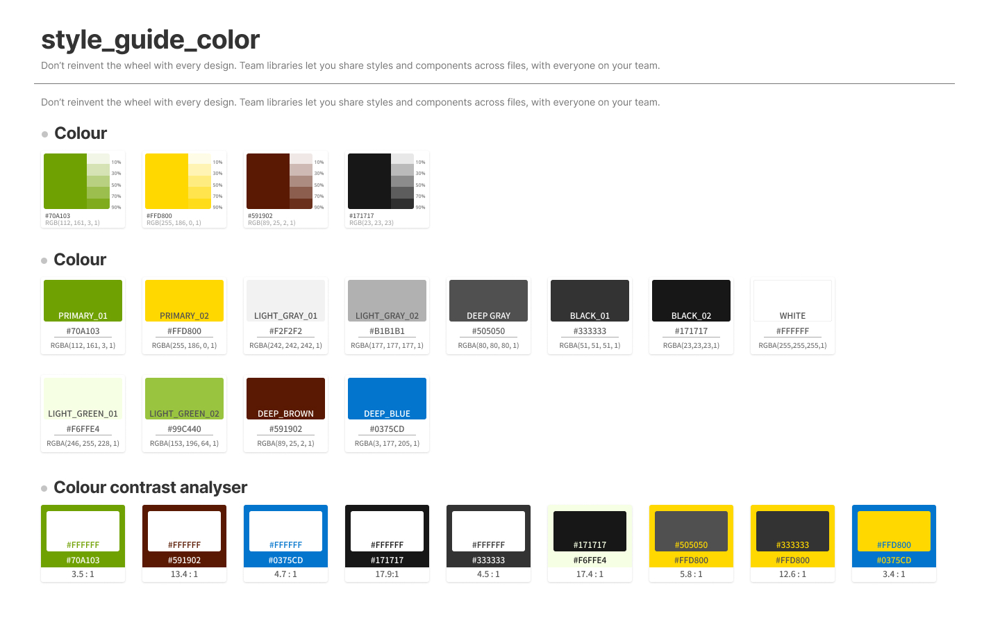 style_guide_color
Don't reinvent the wheel with every design. Team libraries let you share styles and components across files, with everyone on your team.
Don't reinvent the wheel with every design. Team libraries let you share styles and components across files, with everyone on your team.
Colour
10%
30%
50%
70%
90%
#70A103
RGB(112, 161, 3, 1)
10%
30%
50%
70%
90%
#FFD800
RGB(255, 186, 0, 1)
10%
30%
50%
70%
90%
#591902
RGB(89, 25, 2, 1)
10%
30%
50%
70%
90%
#171717
RGB(23, 23, 23)
Colour
PRIMARY_01
#70A103
RGBA(112, 161, 3, 1)
PRIMARY_02
#FFD800
RGBA(255, 186, 0, 1)
LIGHT_GRAY_01
#F2F2F2
RGBA(242, 242, 242, 1)
LIGHT_GRAY_02
#B1B1B1
RGBA(177, 177, 177, 1)
DEEP GRAY
#505050
RGBA(80, 80, 80, 1)
BLACK_01
#333333
RGBA(51, 51, 51, 1)
BLACK_02
#171717
RGBA(23,23,23,1)
WHITE
#FFFFFF
RGBA(255,255,255,1)
LIGHT_GREEN_01
#F6FFE4
RGBA(246, 255, 228, 1)
LIGHT_GREEN_02
#99C440
RGBA(153, 196, 64, 1)
DEEP_BROWN
#591902
RGBA(89, 25, 2, 1)
DEEP_BLUE
#0375CD
RGBA(3, 177, 205, 1)
Colour contrast analyser
#FFFFFF
#70A103
3.5 : 1
#FFFFFF
#591902
13.4 : 1
#FFFFFF
#0375CD
4.7 : 1
#FFFFFF
#171717
17.9:1
#FFFFFF
#333333
4.5 : 1
#171717
#F6FFE4
17.4 : 1
#505050
#FFD800
5.8 : 1
#333333
#FFD800
12.6 : 1
#FFD800
#0375CD
3.4 : 1